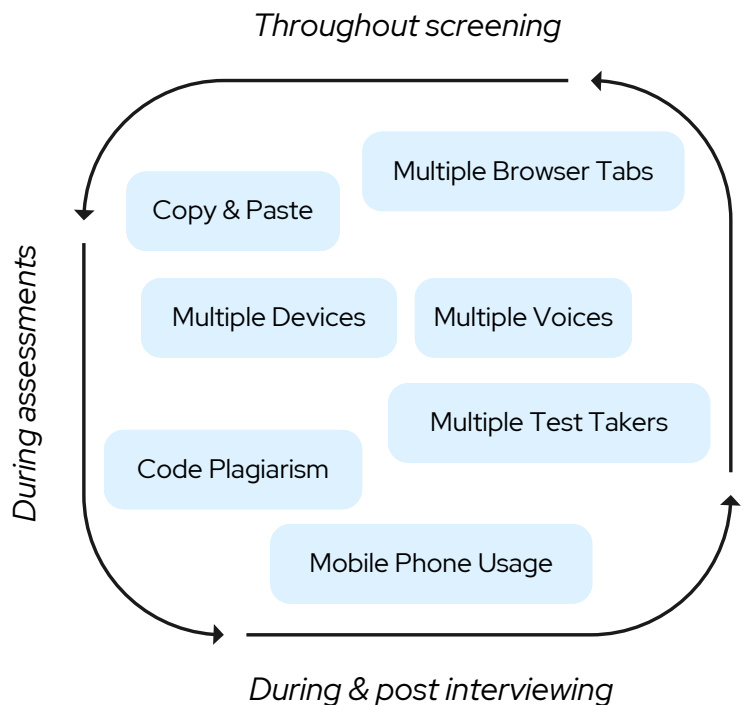 Throughout screening
Multiple Browser Tabs
Copy & Paste
During assessments
Multiple Devices
Multiple Voices
Multiple Test Takers
Code Plagiarism
Mobile Phone Usage
During & post interviewing